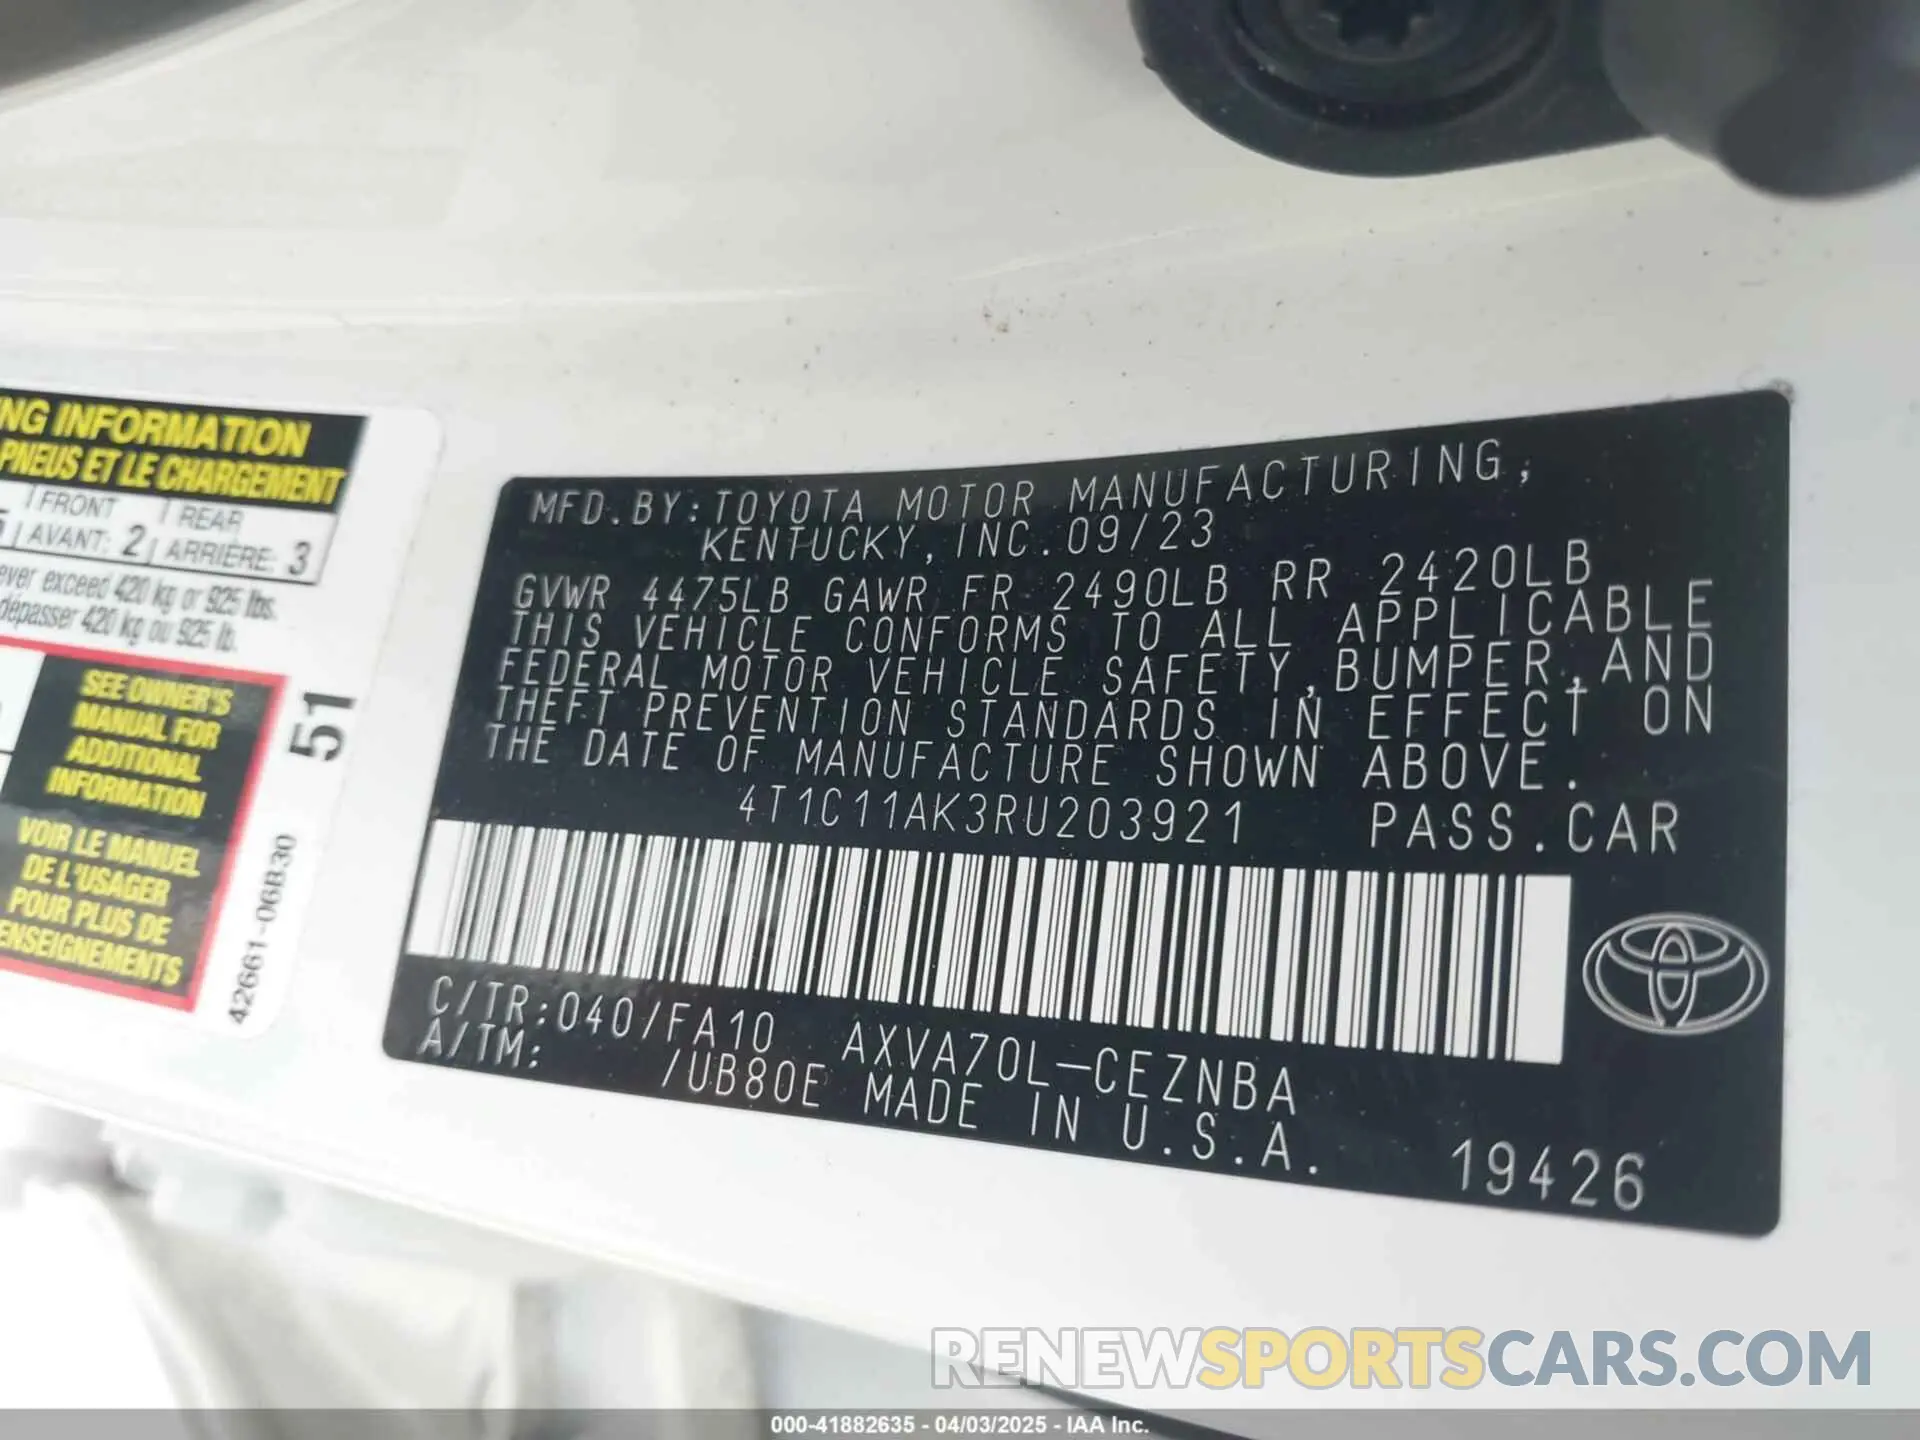 NG INFORMATION
PNEUS ET LE CHARGEMENT
FRONT REAR
AVANT: 2 ARRIÈRE: 3
ever exceed 420 kg or 925 lbs.
dépasser 420 kg ou 925 lb.
SEE OWNER'S
MANUAL FOR
ADDITIONAL
INFORMATION
VOIR LE MANUEL
DE L'USAGER
POUR PLUS DE
ENSEIGNEMENTS
51
42661-06B30
MFD.BY:TOYOTA MOTOR MANUFACTURING,
KENTUCKY,INC.09/23
GVWR 4475LB GAWR FR 2490LB RR 2420LB
THIS VEHICLE CONFORMS TO ALL APPLICABLE
FEDERAL MOTOR VEHICLE SAFETY,BUMPER,AND
THEFT PREVENTION STANDARDS IN EFFECT ON
THE DATE OF MANUFACTURE SHOWN ABOVE.
4T1C11AK3RU203921 PASS.CAR
C/TR:040/FA10 AXVA70L-CEZNBA
A/TM: /UB80E MADE IN U.S.A.
19426
RENEWSPORTSCARS.COM
000-41882635 - 04/03/2025 - IAA Inc.